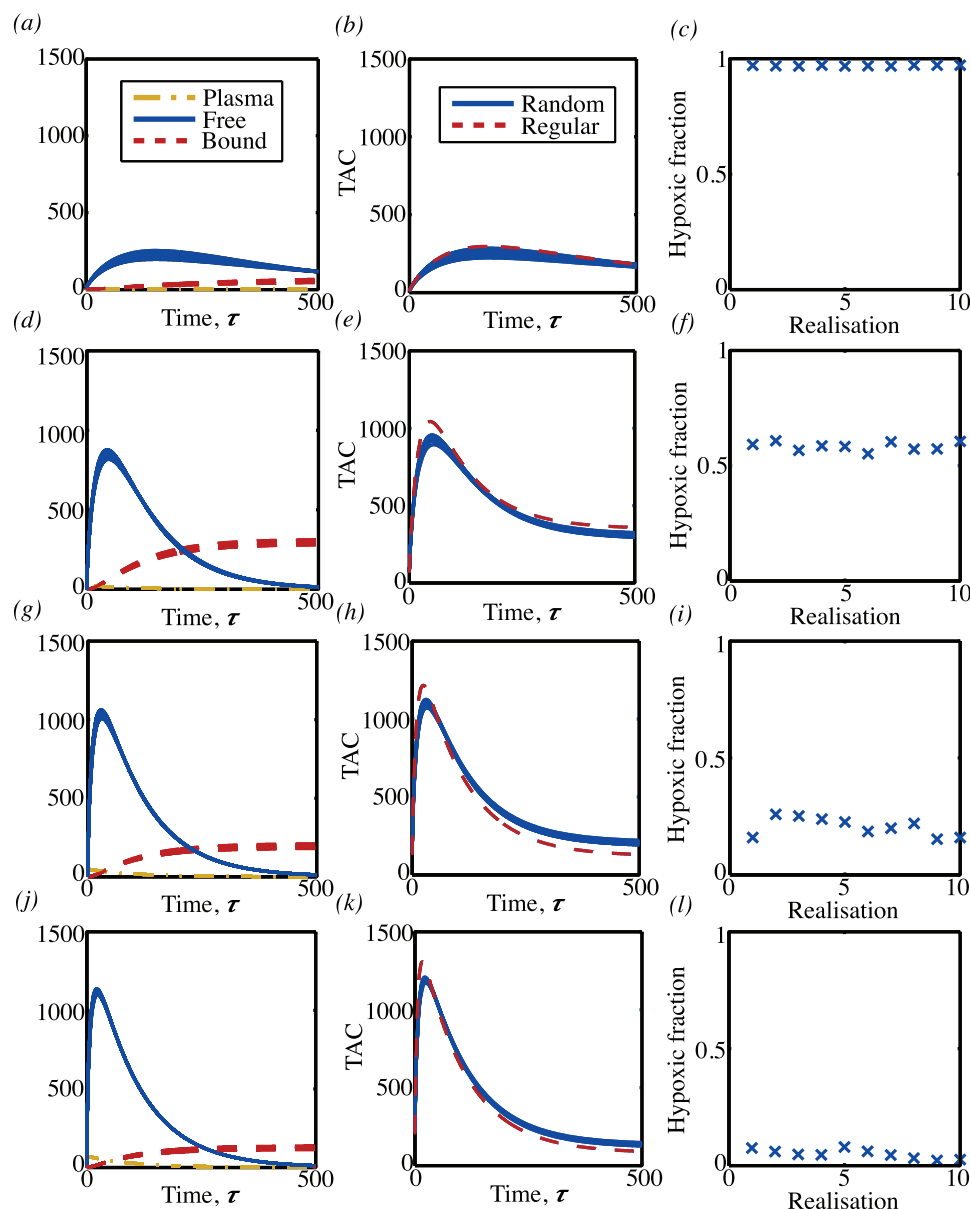 (a)
1500
1000
500
0
0
500
Time, τ
Plasma
Free
Bound
(b)
1500
1000
500
0
0
500
TAC
Time, τ
Random
Regular
(c)
1
0.5
0
0
5
10
Hypoxic fraction
Realisation
(d)
1500
1000
500
0
0
500
Time, τ
(e)
1500
1000
500
0
0
500
TAC
Time, τ
(f)
1
0.5
0
0
5
10
Hypoxic fraction
Realisation
(g)
1500
1000
500
0
0
500
Time, τ
(h)
1500
1000
500
0
0
500
TAC
Time, τ
(i)
1
0.5
0
0
5
10
Hypoxic fraction
Realisation
(j)
1500
1000
500
0
0
500
Time, τ
(k)
1500
1000
500
0
0
500
TAC
Time, τ
(l)
1
0.5
0
0
5
10
Hypoxic fraction
Realisation